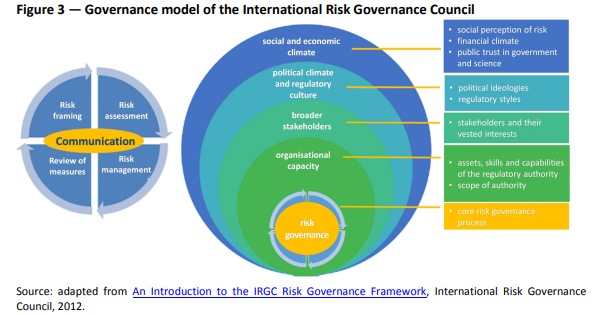 Figure 3 — Governance model of the International Risk Governance Council
Risk
framing
Risk
assessment
Communication
Review of
measures
Risk
management
social and economic
climate
political climate
and regulatory
culture
broader
stakeholders
organisational
capacity
risk
governance
• social perception of risk
• financial climate
• public trust in government
and science
• political ideologies
• regulatory styles
• stakeholders and their
vested interests
• assets, skills and capabilities
of the regulatory authority
• scope of authority
• core risk governance
process
Source: adapted from An Introduction to the IRGC Risk Governance Framework, International Risk Governance
Council, 2012.